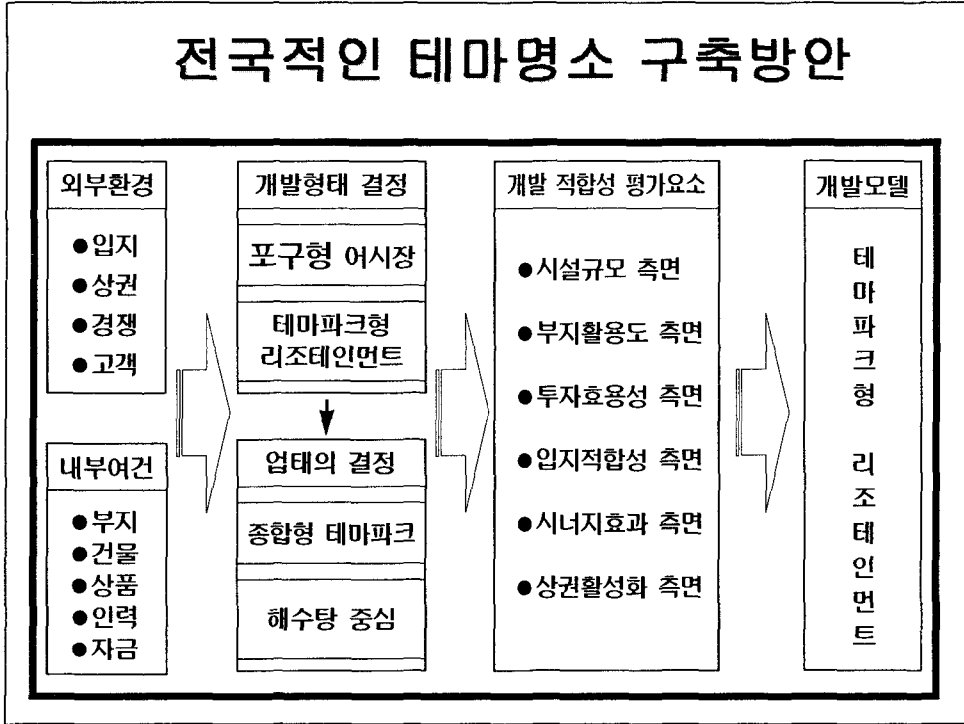 전국적인 테마명소 구축방안
외부환경
●입지
●상권
●경쟁
●고객
내부여건
●부지
●건물
●상품
●인력
●자금
개발형태 결정
포구형 어시장
테마파크형
리조테인먼트
업태의 결정
종합형 테마파크
해수탕 중심
개발 적합성 평가요소
●시설규모 측면
●부지활용도 측면
●투자효용성 측면
●입지적합성 측면
●시너지효과 측면
●상권활성화 측면
개발모델
테마파크형 리조테인먼트